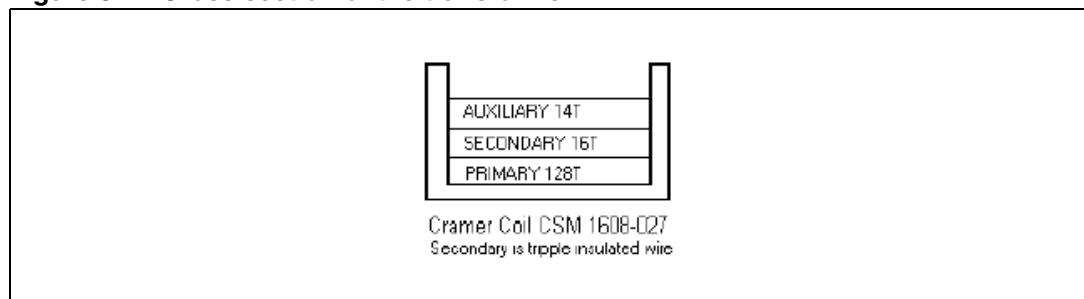 AUXILIARY 14T
SECONDARY 16T
PRIMARY 128T
Cramer Coil CSM 1608-027
Secondary is tripple insulated wire